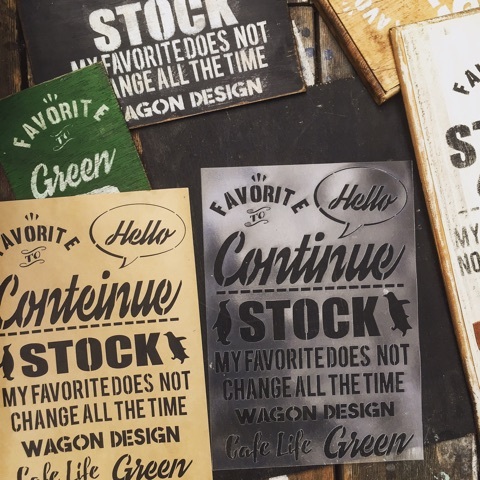 STOCK
MY FAVORITE DOES NOT
CHANGE ALL THE TIME
WAGON DESIGN
FAVORITE
TO
Green
FAVORITE
TO
Hello
Conteinue
STOCK
MY FAVORITE DOES NOT
CHANGE ALL THE TIME
WAGON DESIGN
Cafe Life Green
FAVORITE
TO
Hello
Continue
STOCK
MY FAVORITE DOES NOT
CHANGE ALL THE TIME
WAGON DESIGN
Cafe Life Green